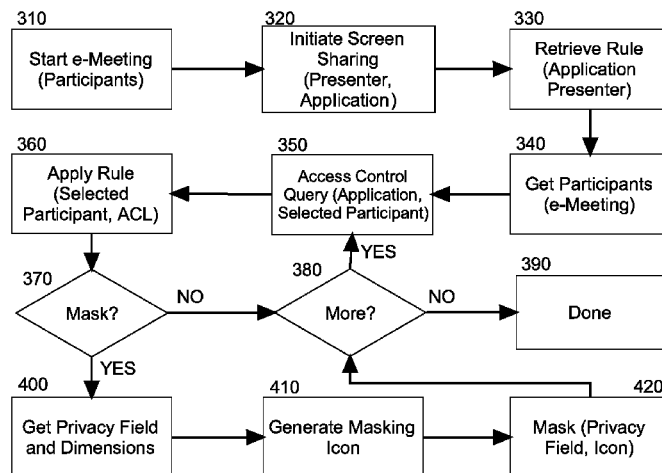 310
Start e-Meeting
(Participants)
320
Initiate Screen
Sharing
(Presenter,
Application)
330
Retrieve Rule
(Application
Presenter)
340
Get Participants
(e-Meeting)
350
Access Control
Query (Application,
Selected Participant)
360
Apply Rule
(Selected
Participant, ACL)
370
Mask?
NO
YES
380
More?
YES
NO
390
Done
400
Get Privacy Field
and Dimensions
410
Generate Masking
Icon
420
Mask (Privacy
Field, Icon)